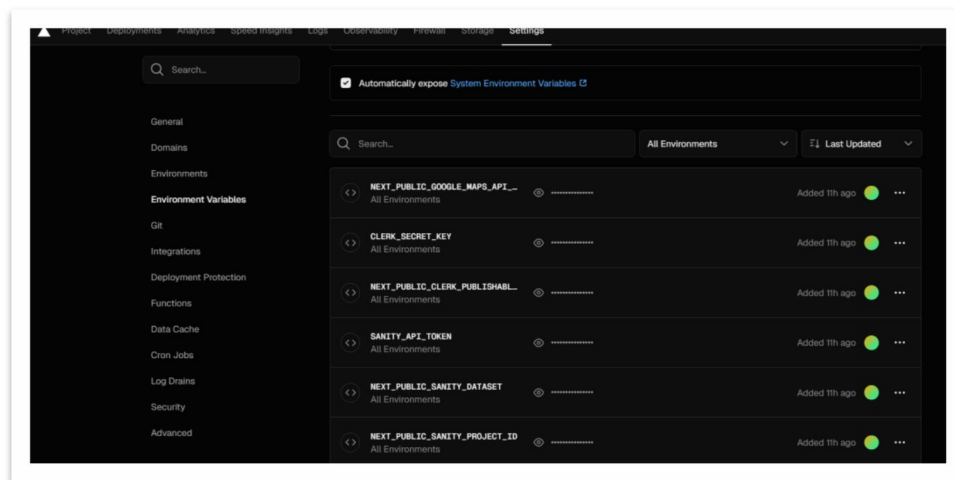 Project Deployments Analytics Speed Insights Logs Observability Firewall Storage Settings
Search...
Automatically expose System Environment Variables
General
Domains
Environments
Environment Variables
Git
Integrations
Deployment Protection
Functions
Data Cache
Cron Jobs
Log Drains
Security
Advanced
Search... All Environments Last Updated
NEXT_PUBLIC_GOOGLE_MAPS_API_… Added 11h ago
All Environments
CLERK_SECRET_KEY Added 11h ago
All Environments
NEXT_PUBLIC_CLERK_PUBLISHABL… Added 11h ago
All Environments
SANITY_API_TOKEN Added 11h ago
All Environments
NEXT_PUBLIC_SANITY_DATASET Added 11h ago
All Environments
NEXT_PUBLIC_SANITY_PROJECT_ID Added 11h ago
All Environments